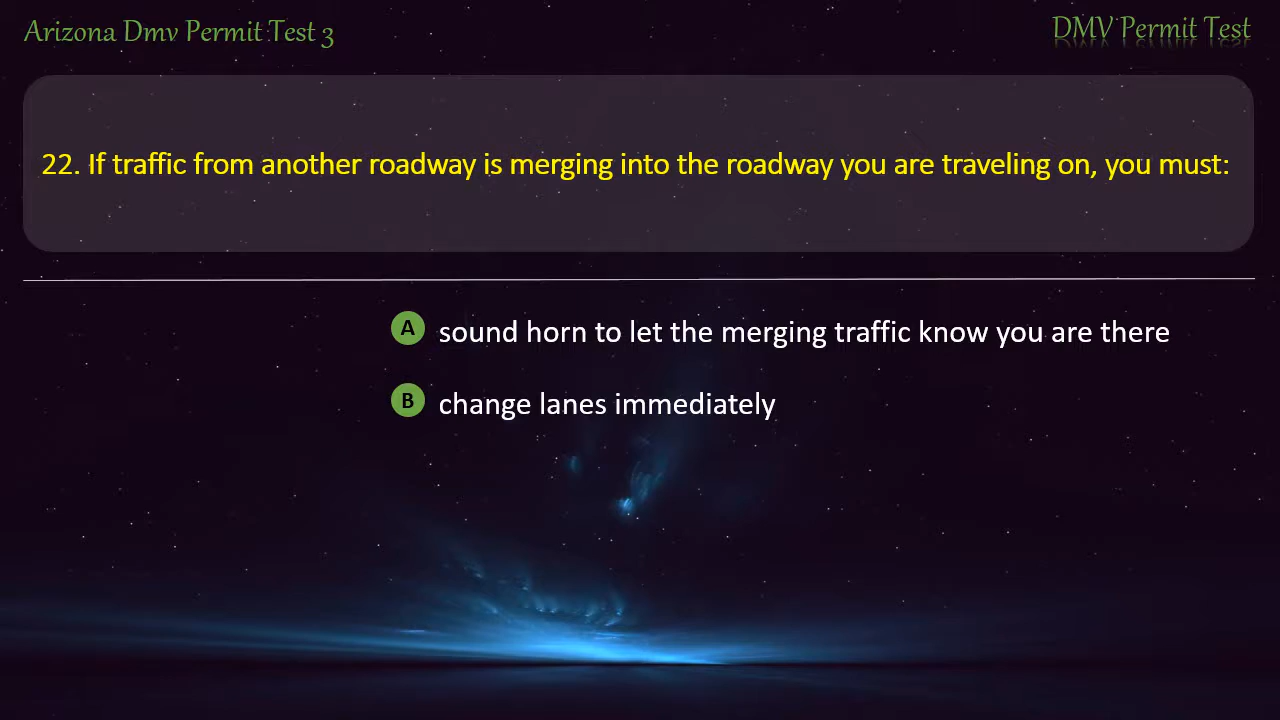 Arizona Dmv Permit Test 3
DMV Permit Test
22. If traffic from another roadway is merging into the roadway you are traveling on, you must:
A sound horn to let the merging traffic know you are there
B change lanes immediately